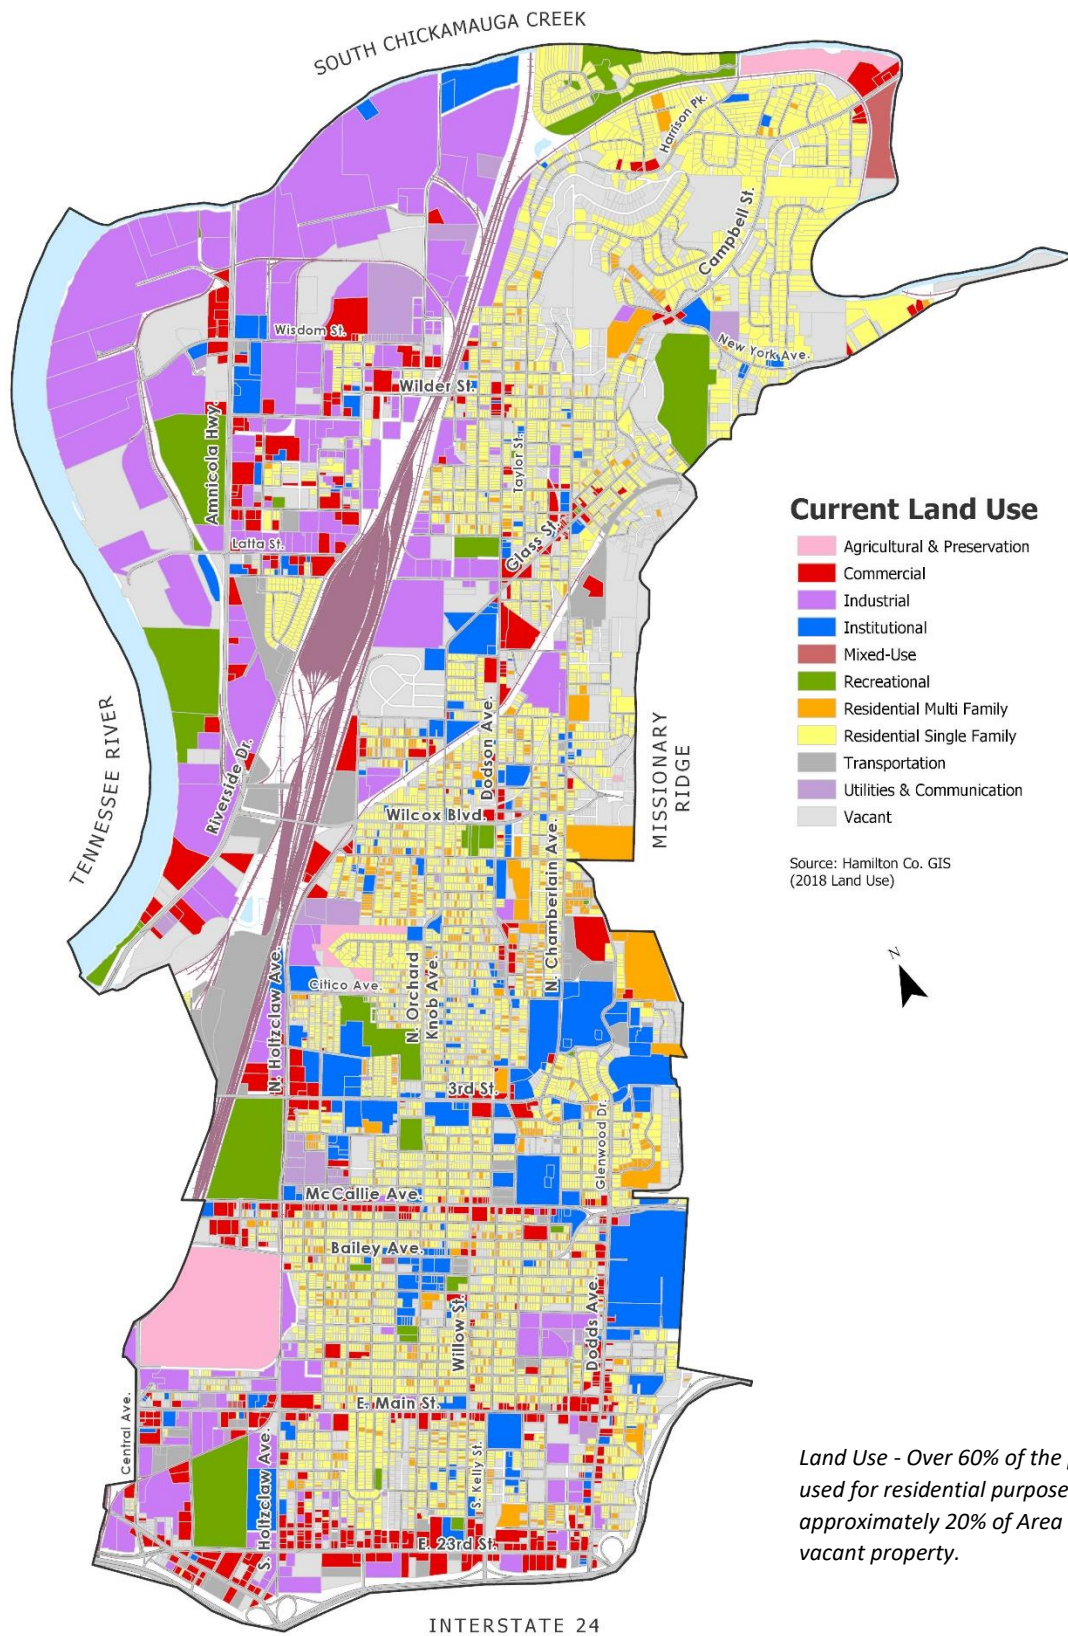 SOUTH CHICKAMAUGA CREEK
Harrison Pk.
Campbell St.
Wisdom St.
New York Ave.
Wilder St.
Amnicola Hwy.
Taylor St.
Glass St.
Latta St.
Current Land Use
Agricultural & Preservation
Commercial
Industrial
Institutional
Mixed-Use
Recreational
Residential Multi Family
Residential Single Family
Transportation
Utilities & Communication
Vacant
Source: Hamilton Co. GIS
(2018 Land Use)
N
TENNESSEE RIVER
Riverside Dr.
Dodson Ave.
MISSIONARY
RIDGE
Wilcox Blvd.
N. Chamberlain Ave.
N. Holtzclaw Ave.
Citico Ave.
N. Orchard
Knob Ave.
3rd St.
Glenwood Dr.
McCallie Ave.
Bailey Ave.
Willow St.
Dodds Ave.
E. Main St.
Central Ave.
S. Holtzclaw Ave.
S. Kelly St.
E. 23rd St.
INTERSTATE 24
Land Use - Over 60% of the
used for residential purpose
approximately 20% of Area
vacant property.